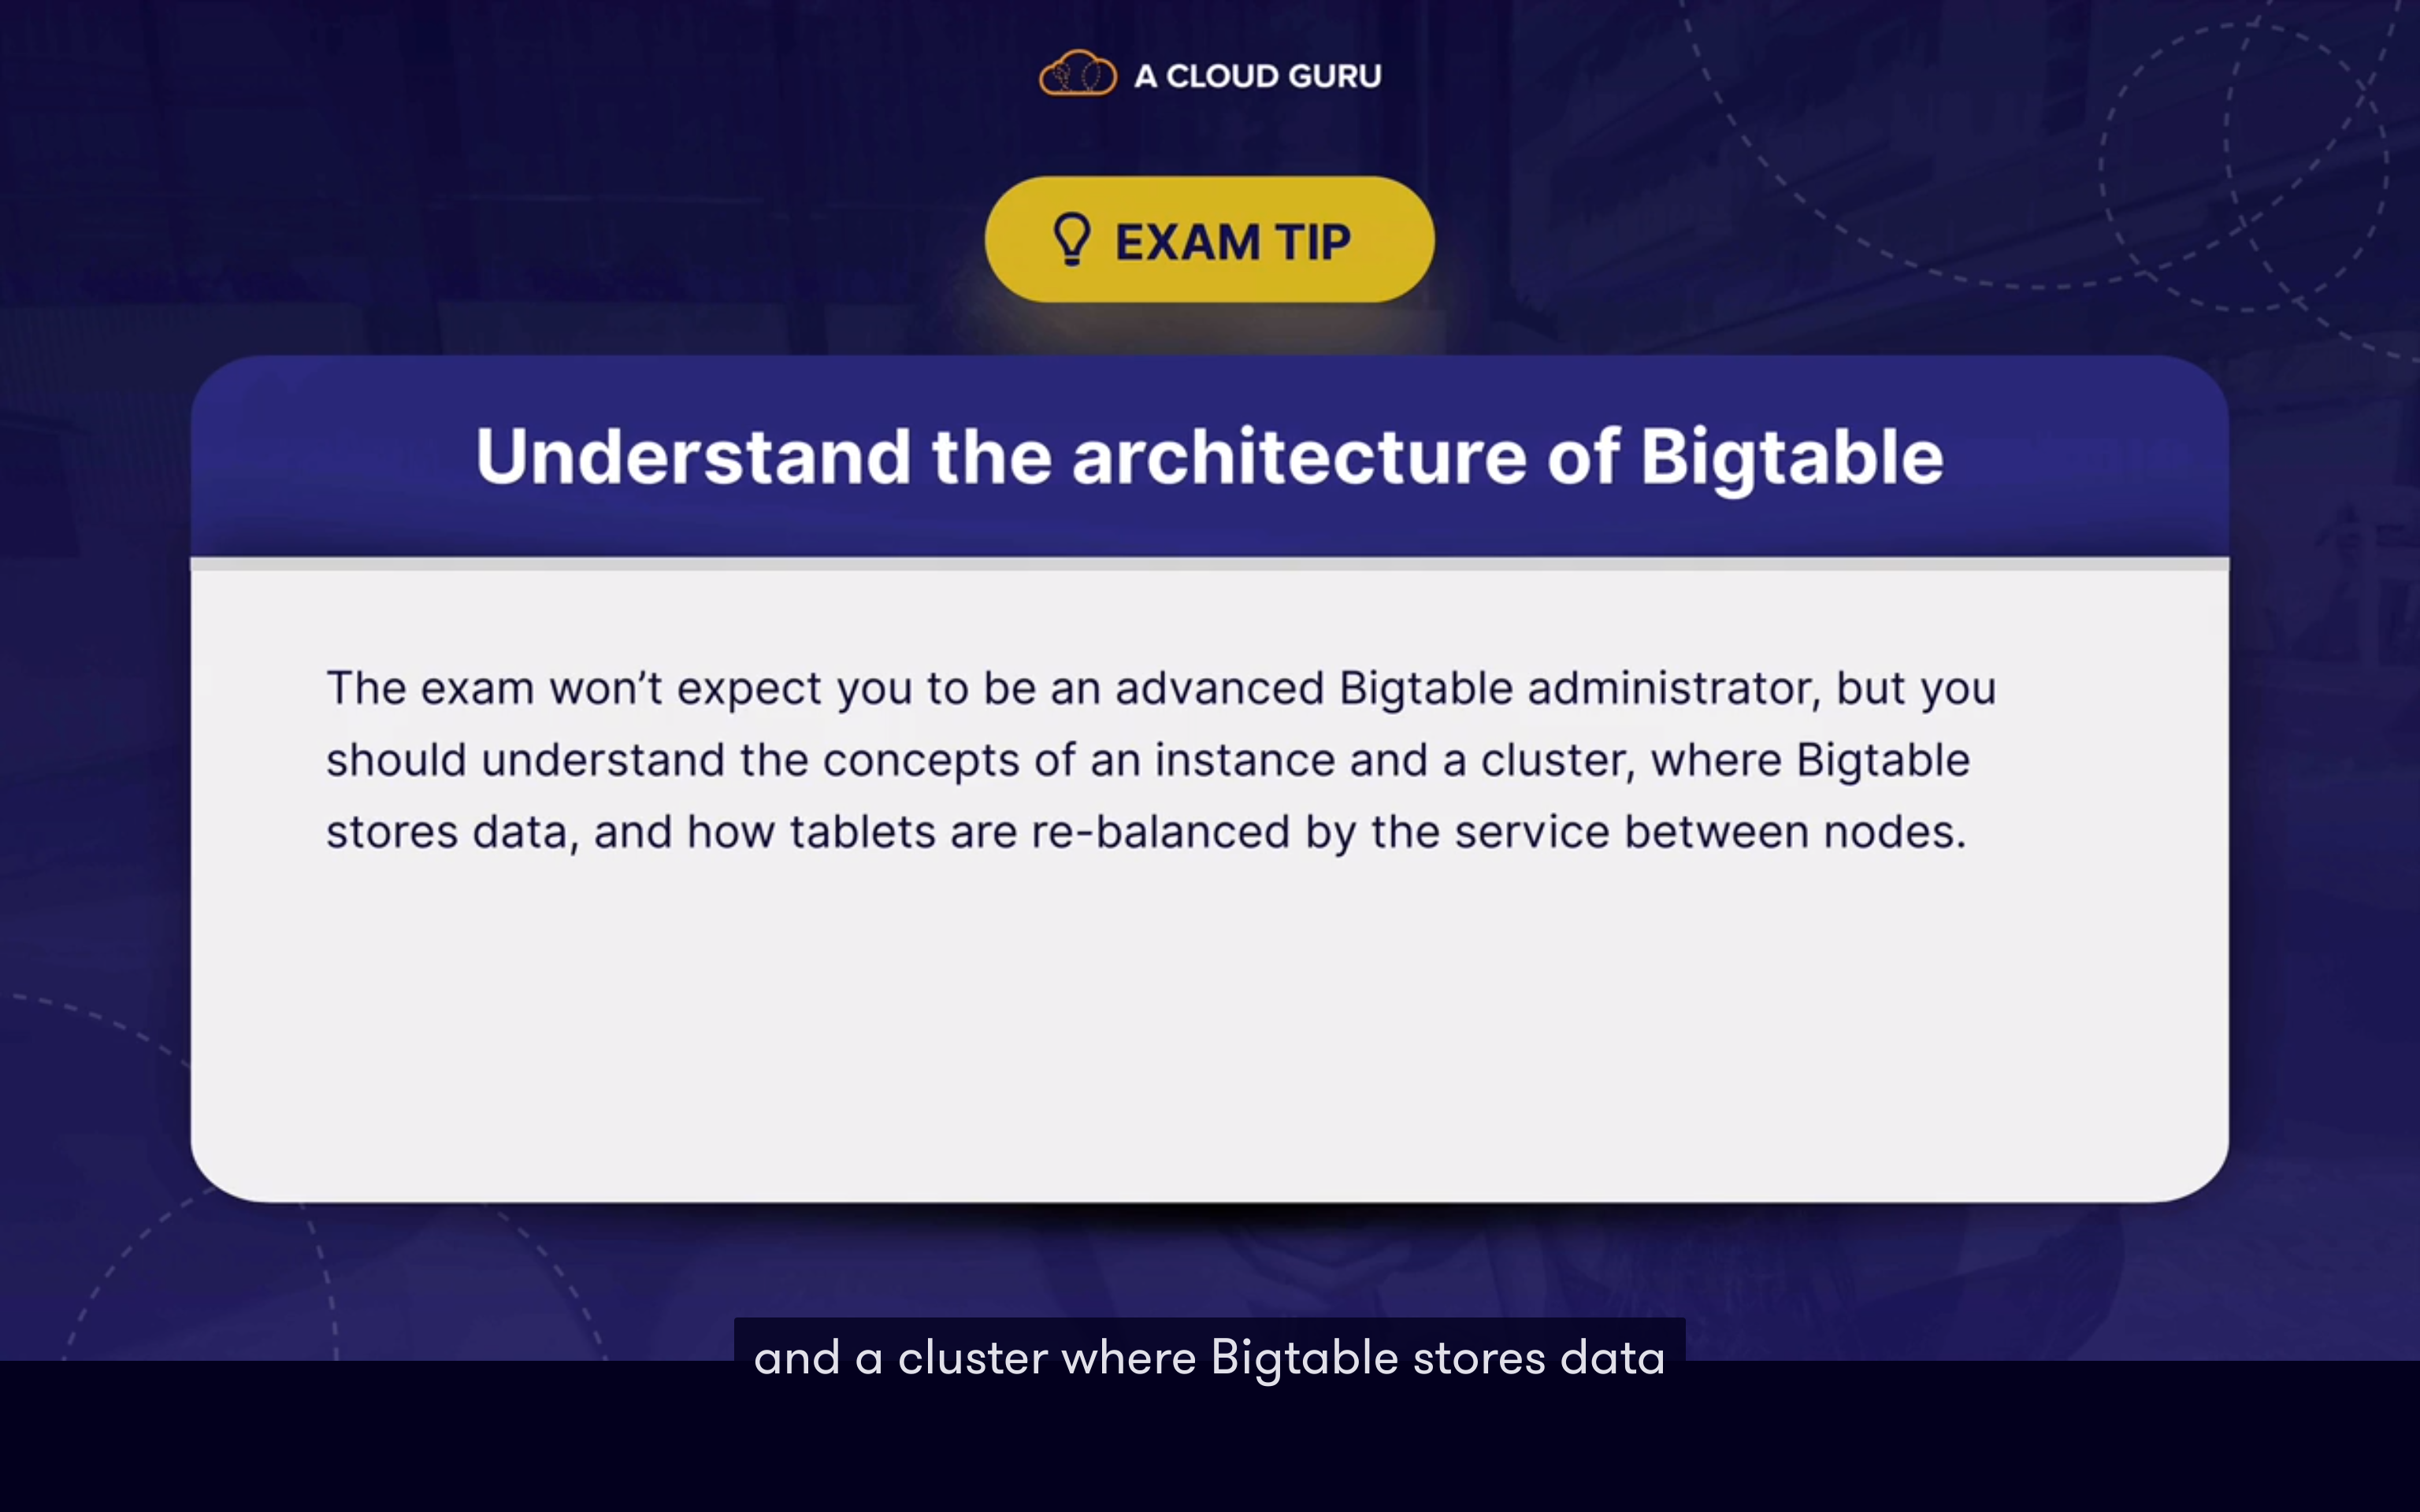 A CLOUD GURU
EXAM TIP
Understand the architecture of Bigtable
The exam won’t expect you to be an advanced Bigtable administrator, but you
should understand the concepts of an instance and a cluster, where Bigtable
stores data, and how tablets are re-balanced by the service between nodes.
and a cluster where Bigtable stores data